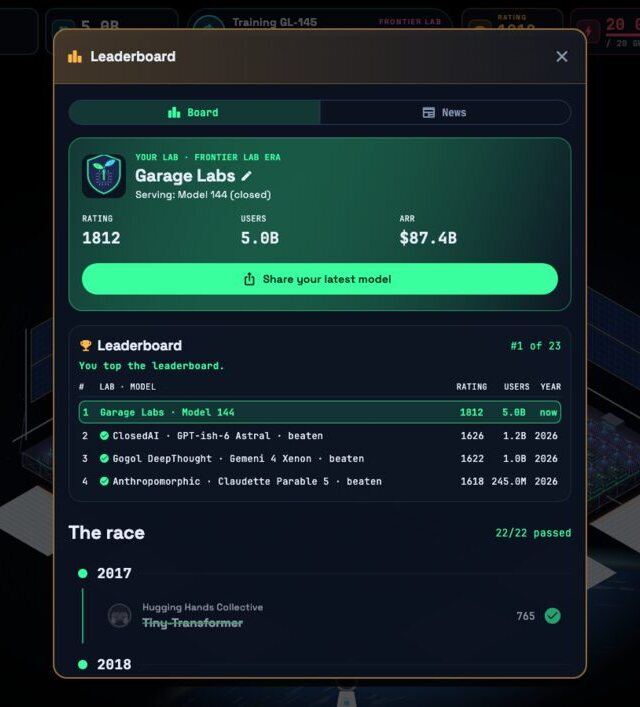 5.0B
Training GL-145
FRONTIER LAB
RATING
1812
20 G
/ 20 G
Leaderboard
Board
News
YOUR LAB · FRONTIER LAB ERA
Garage Labs
Serving: Model 144 (closed)
RATING USERS ARR
1812 5.0B $87.4B
Share your latest model
Leaderboard #1 of 23
You top the leaderboard.
# LAB · MODEL RATING USERS YEAR
1 Garage Labs · Model 144 1812 5.0B now
2 ClosedAI · GPT-ish-6 Astral · beaten 1626 1.2B 2026
3 Gogol DeepThought · Gemeni 4 Xenon · beaten 1622 1.0B 2026
4 Anthropomorphic · Claudette Parable 5 · beaten 1618 245.0M 2026
The race 22/22 passed
2017
Hugging Hands Collective
Tiny-Transformer
765
2018